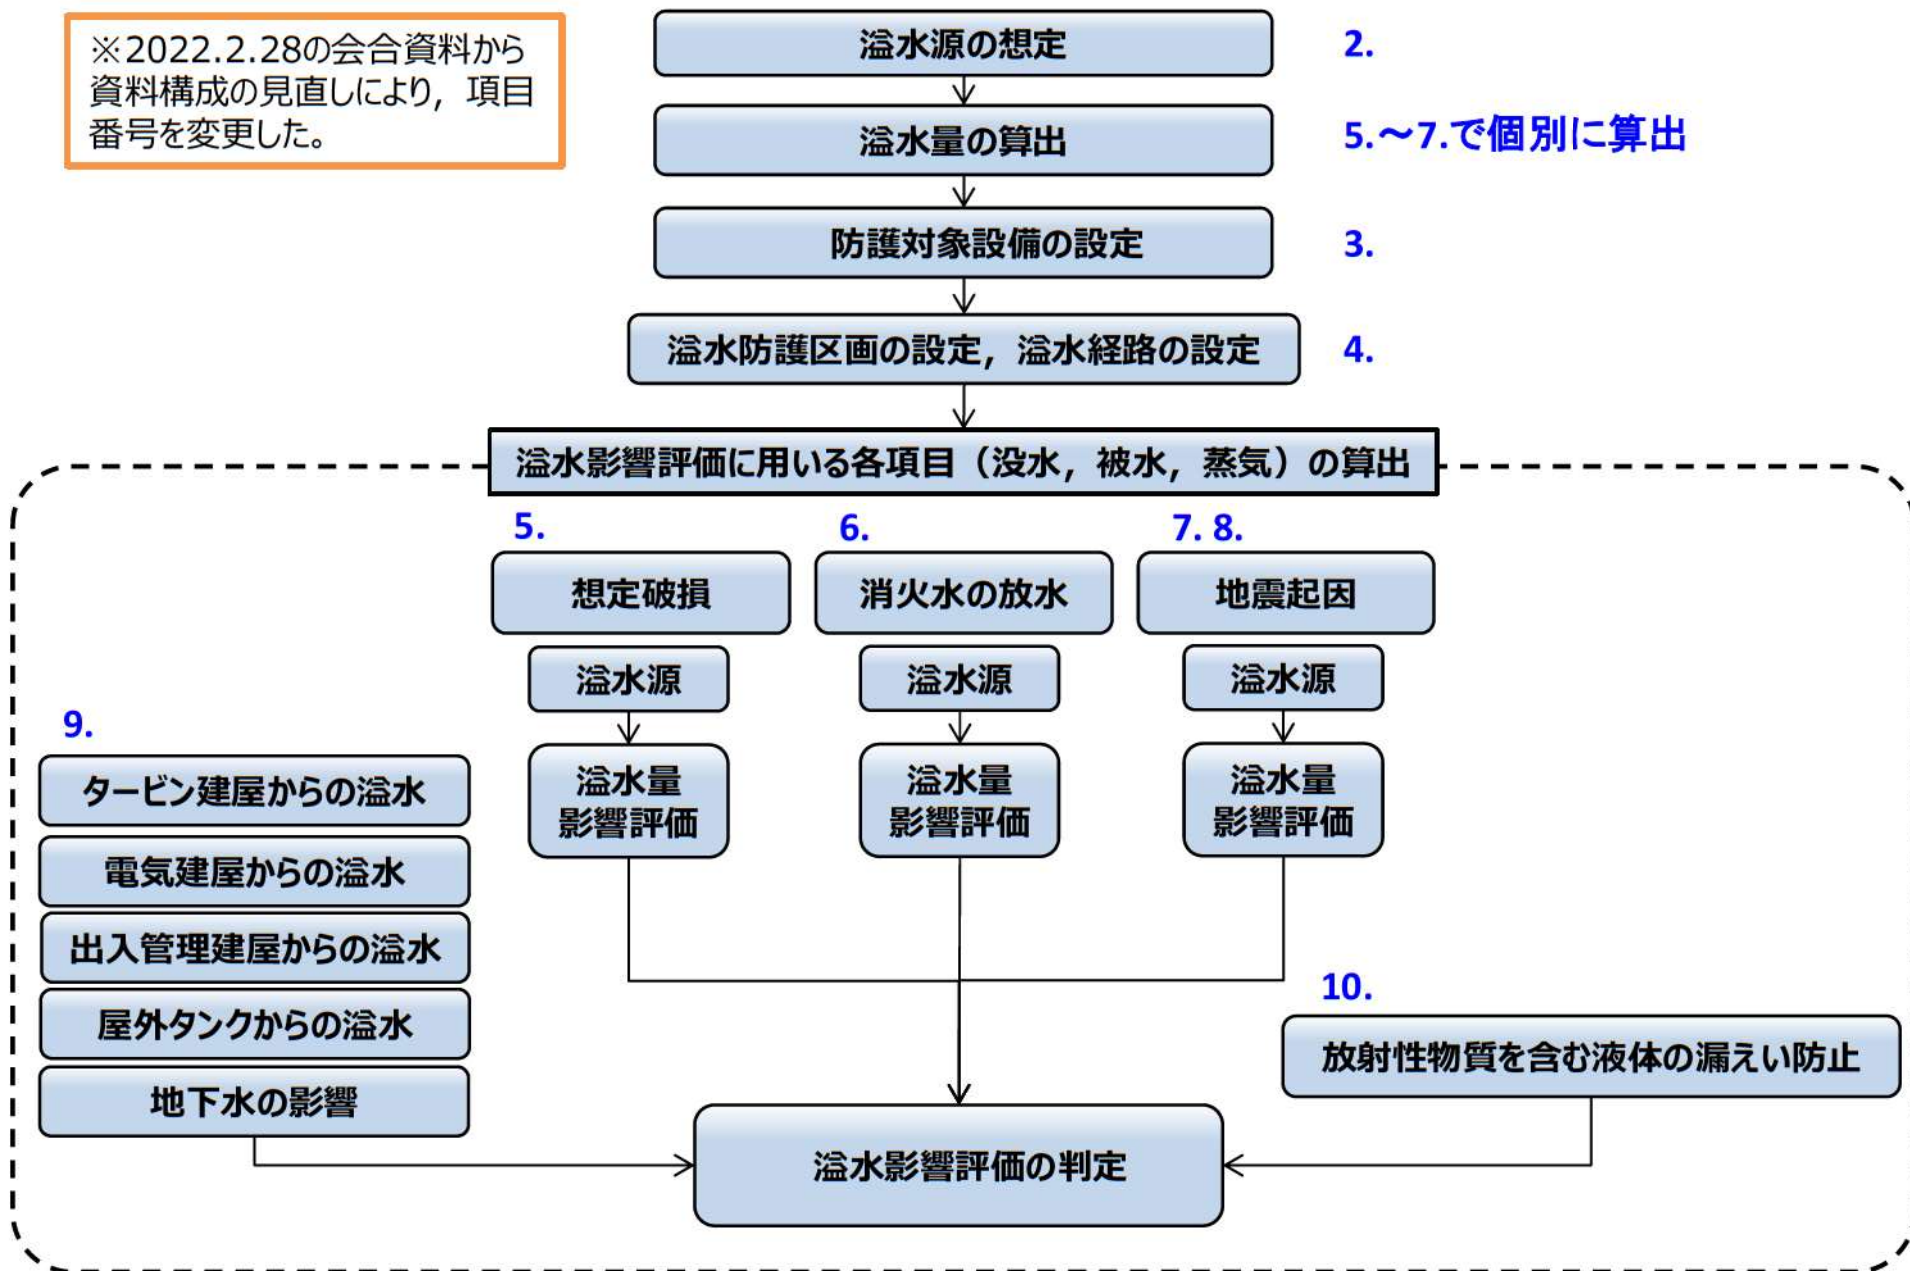 ※2022.2.28の会合資料から
資料構成の見直しにより，項目
番号を変更した。
溢水源の想定
2.
溢水量の算出
5.～7.で個別に算出
防護対象設備の設定
3.
溢水防護区画の設定，溢水経路の設定
4.
溢水影響評価に用いる各項目（没水，被水，蒸気）の算出
5.
想定破損
溢水源
溢水量
影響評価
6.
消火水の放水
溢水源
溢水量
影響評価
7. 8.
地震起因
溢水源
溢水量
影響評価
9.
タービン建屋からの溢水
電気建屋からの溢水
出入管理建屋からの溢水
屋外タンクからの溢水
地下水の影響
10.
放射性物質を含む液体の漏えい防止
溢水影響評価の判定